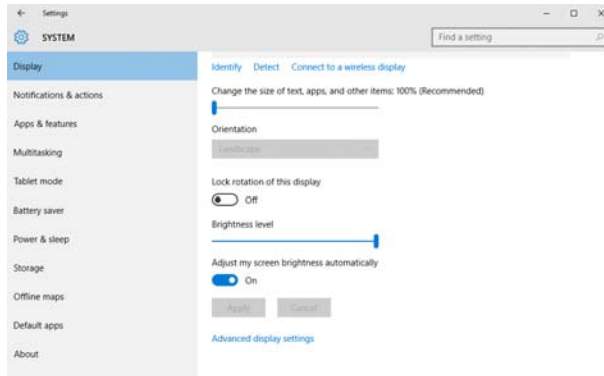 Settings
SYSTEM
Find a setting
Display
Notifications & actions
Apps & features
Multitasking
Tablet mode
Battery saver
Power & sleep
Storage
Offline maps
Default apps
About
Identify Detect Connect to a wireless display
Change the size of text, apps, and other items: 100% (Recommended)
Orientation
Landscape
Lock rotation of this display
Off
Brightness level
Adjust my screen brightness automatically
On
Apply Cancel
Advanced display settings